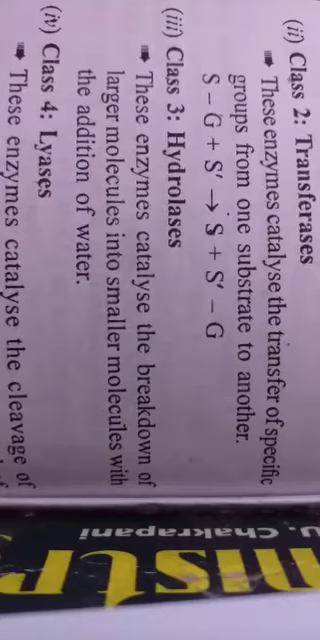 (ii) Class 2: Transferases
➠ These enzymes catalyse the transfer of specific
groups from one substrate to another.
S – G + S′ → S + S′ – G
(iii) Class 3: Hydrolases
➠ These enzymes catalyse the breakdown of
larger molecules into smaller molecules with
the addition of water.
(iv) Class 4: Lyases
➠ These enzymes catalyse the cleavage of
U. Chakrapani